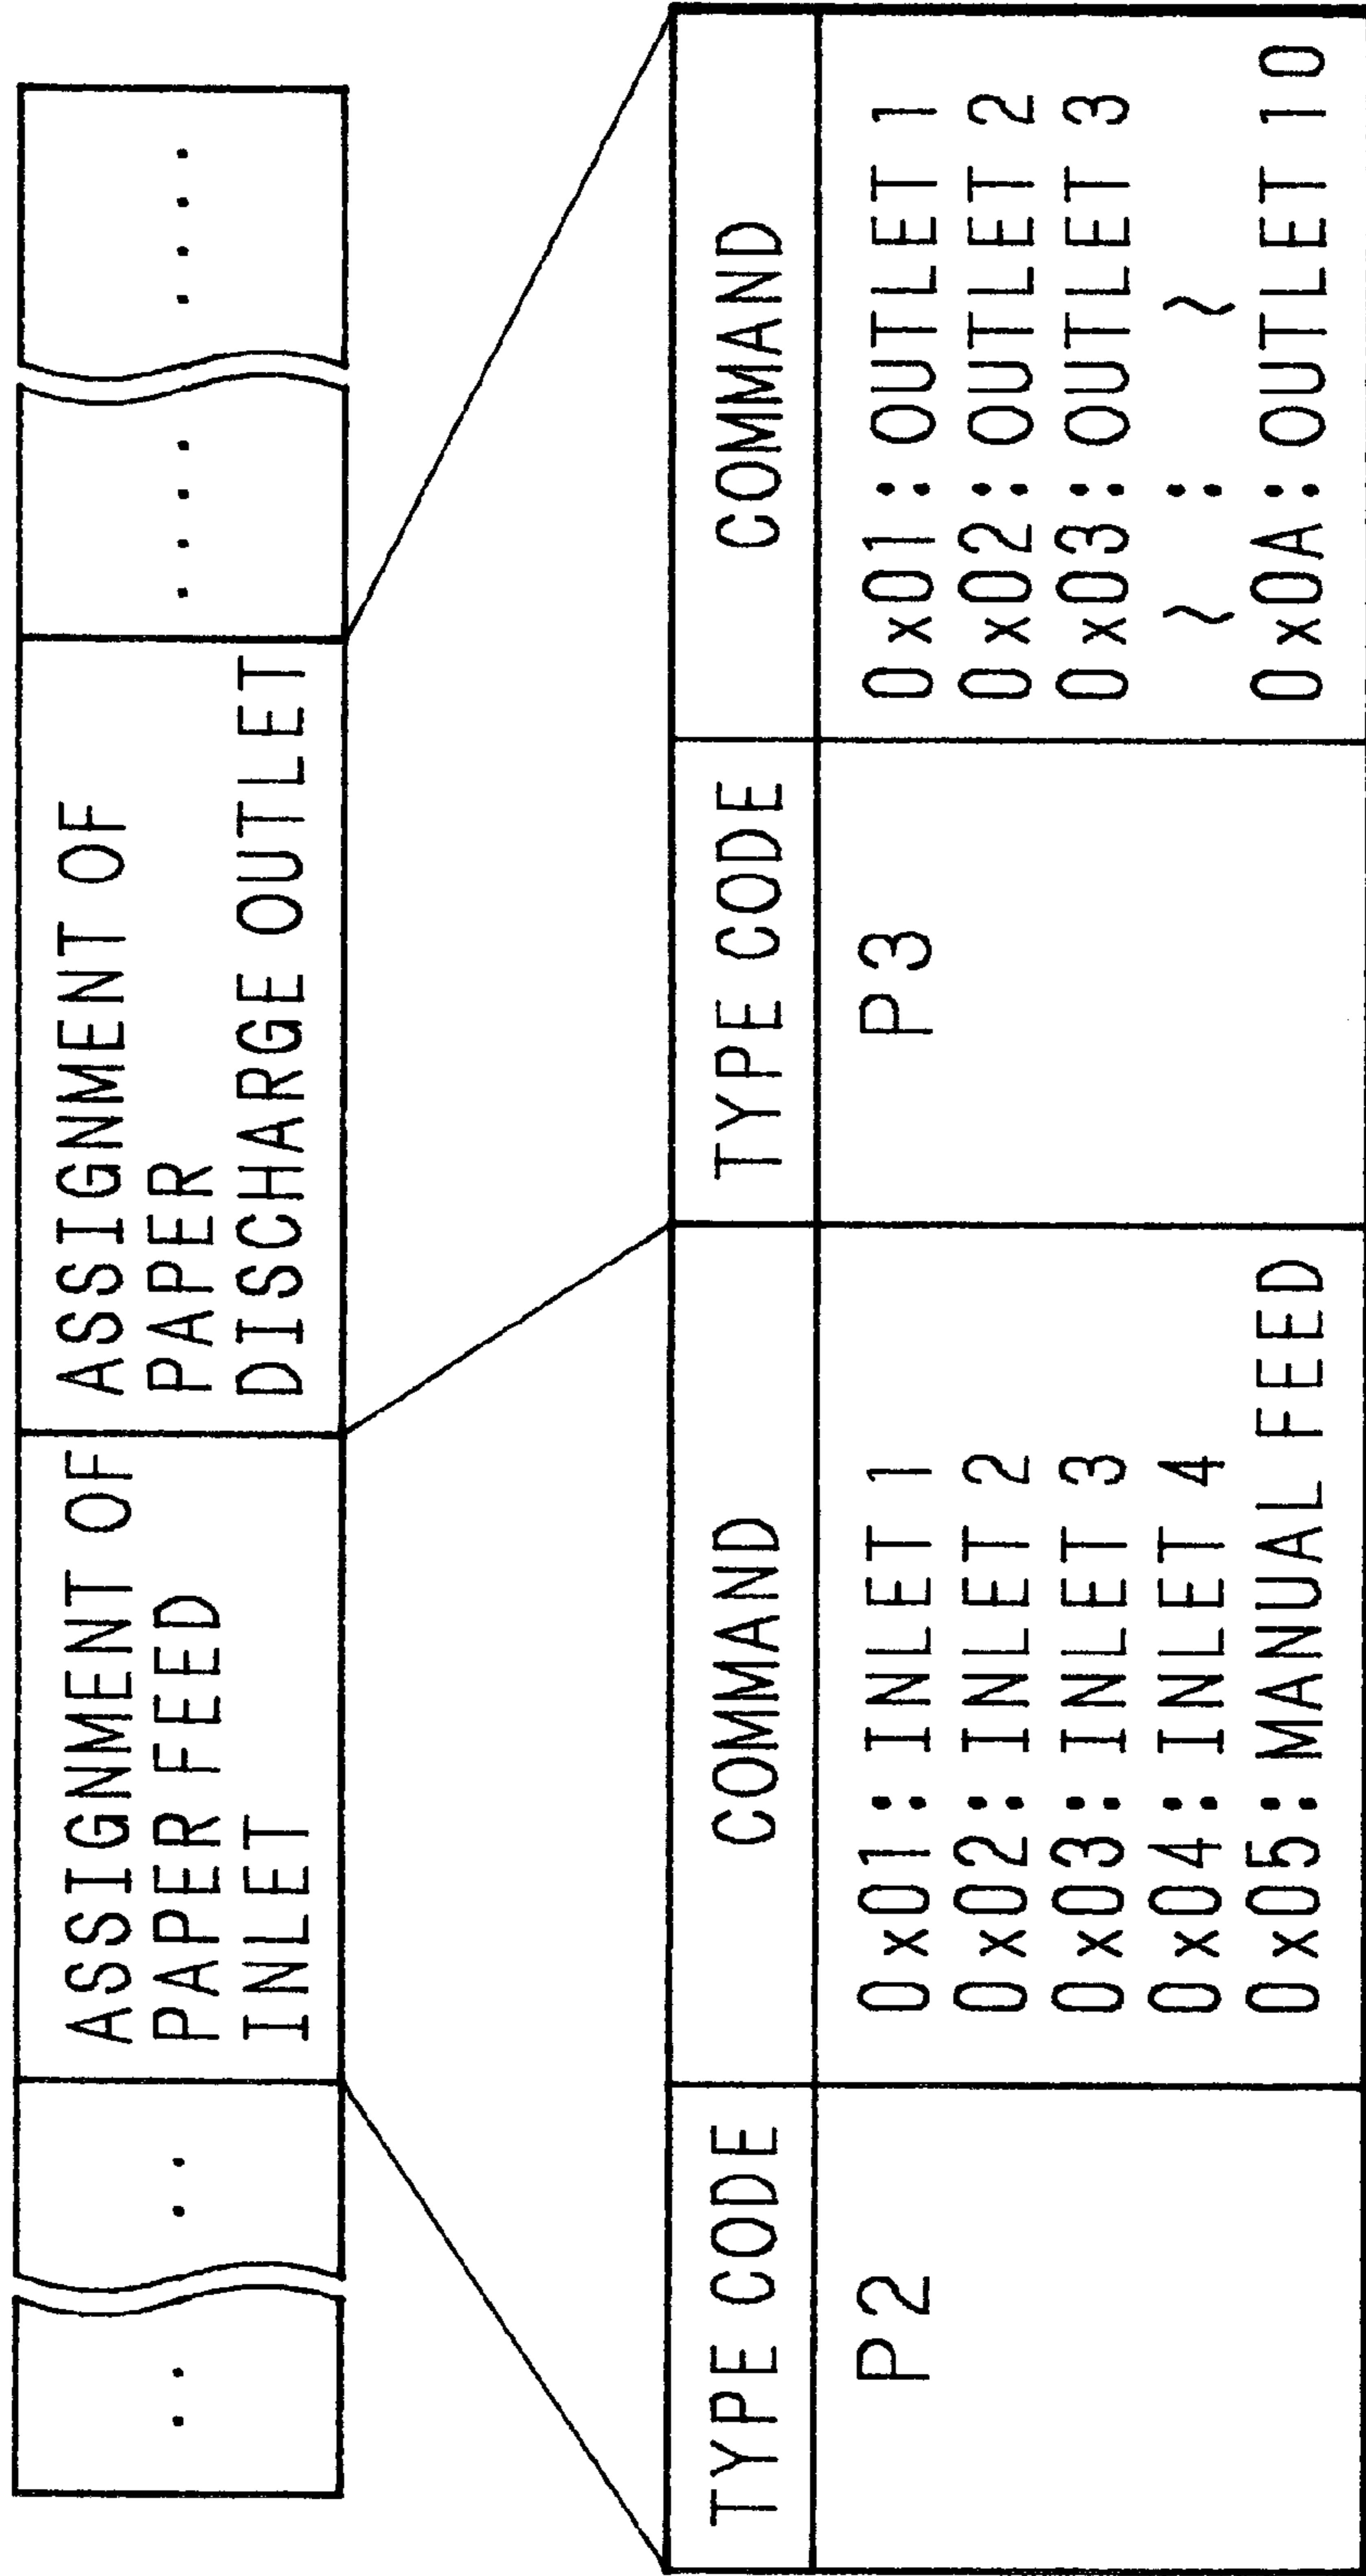 ..
..
ASSIGNMENT OF
PAPER FEED
INLET
ASSIGNMENT OF
PAPER
DISCHARGE OUTLET
....
....
TYPE CODE
COMMAND
TYPE CODE
COMMAND
P2
0x01: INLET 1
0x02: INLET 2
0x03: INLET 3
0x04: INLET 4
0x05: MANUAL FEED
P3
0x01: OUTLET 1
0x02: OUTLET 2
0x03: OUTLET 3
~ : ~
0x0A: OUTLET 10